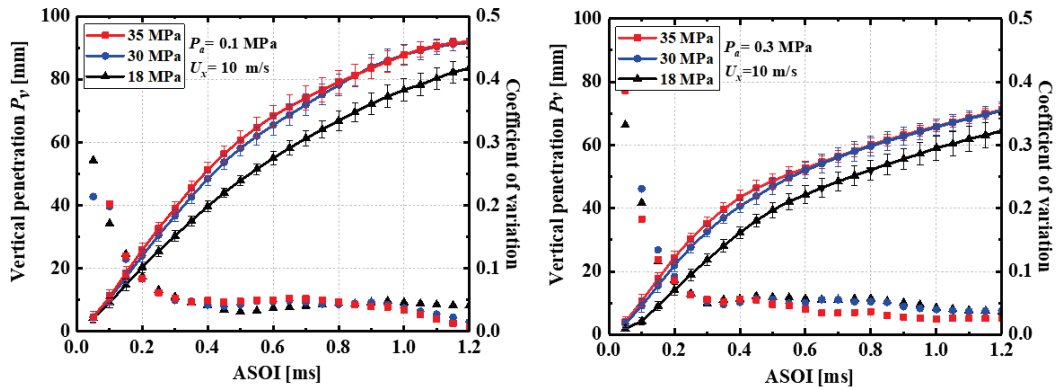 100
80
60
40
20
0
Vertical penetration Pᵥ [mm]
35 MPa
30 MPa
18 MPa
Pₐ= 0.1 MPa
Uₓ= 10 m/s
0.5
0.4
0.3
0.2
0.1
0.0
Coefficient of variation
0.0 0.2 0.4 0.6 0.8 1.0 1.2
ASOI [ms]
100
80
60
40
20
0
Vertical penetration Pv [mm]
35 MPa
30 MPa
18 MPa
Pₐ= 0.3 MPa
Uₓ=10 m/s
0.5
0.4
0.3
0.2
0.1
0.0
Coefficient of variation
0.0 0.2 0.4 0.6 0.8 1.0 1.2
ASOI [ms]